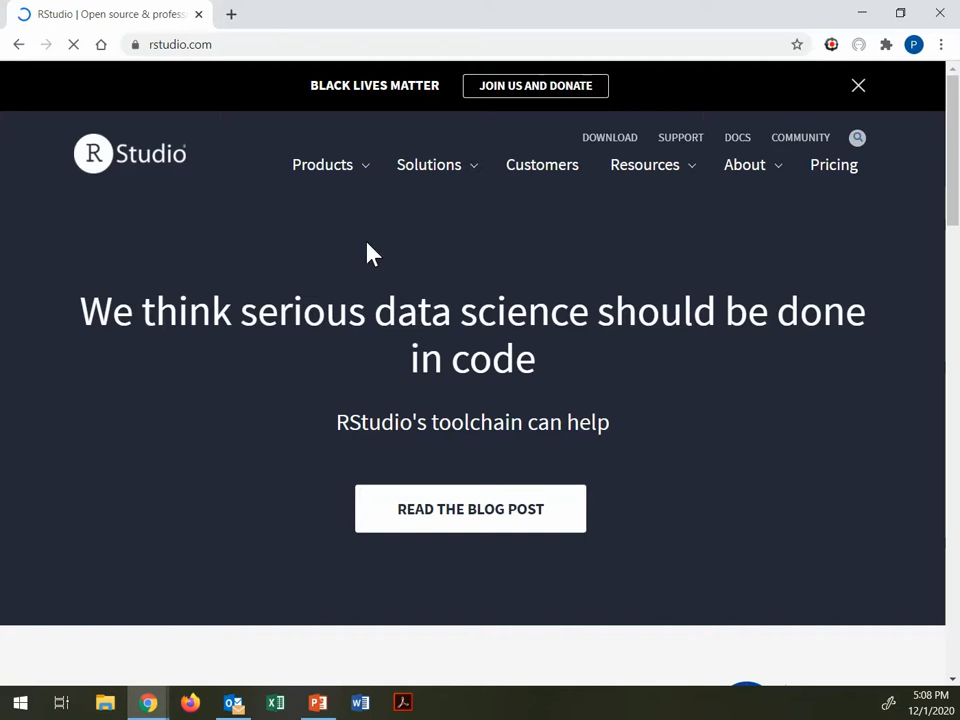 RStudio | Open source & profess
rstudio.com
P
BLACK LIVES MATTER
JOIN US AND DONATE
DOWNLOAD SUPPORT DOCS COMMUNITY
R Studio
Products Solutions Customers Resources About Pricing
We think serious data science should be done
in code
RStudio's toolchain can help
READ THE BLOG POST
5:08 PM
12/1/2020